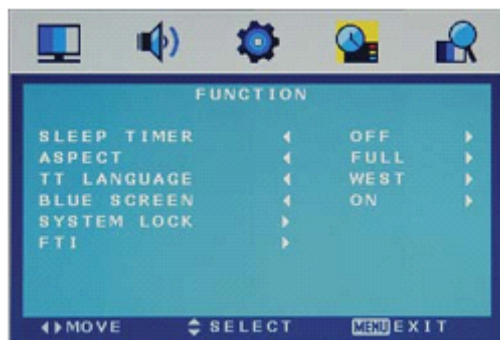 FUNCTION
SLEEP TIMER OFF
ASPECT FULL
TT LANGUAGE WEST
BLUE SCREEN ON
SYSTEM LOCK
FTI
MOVE SELECT MENU EXIT